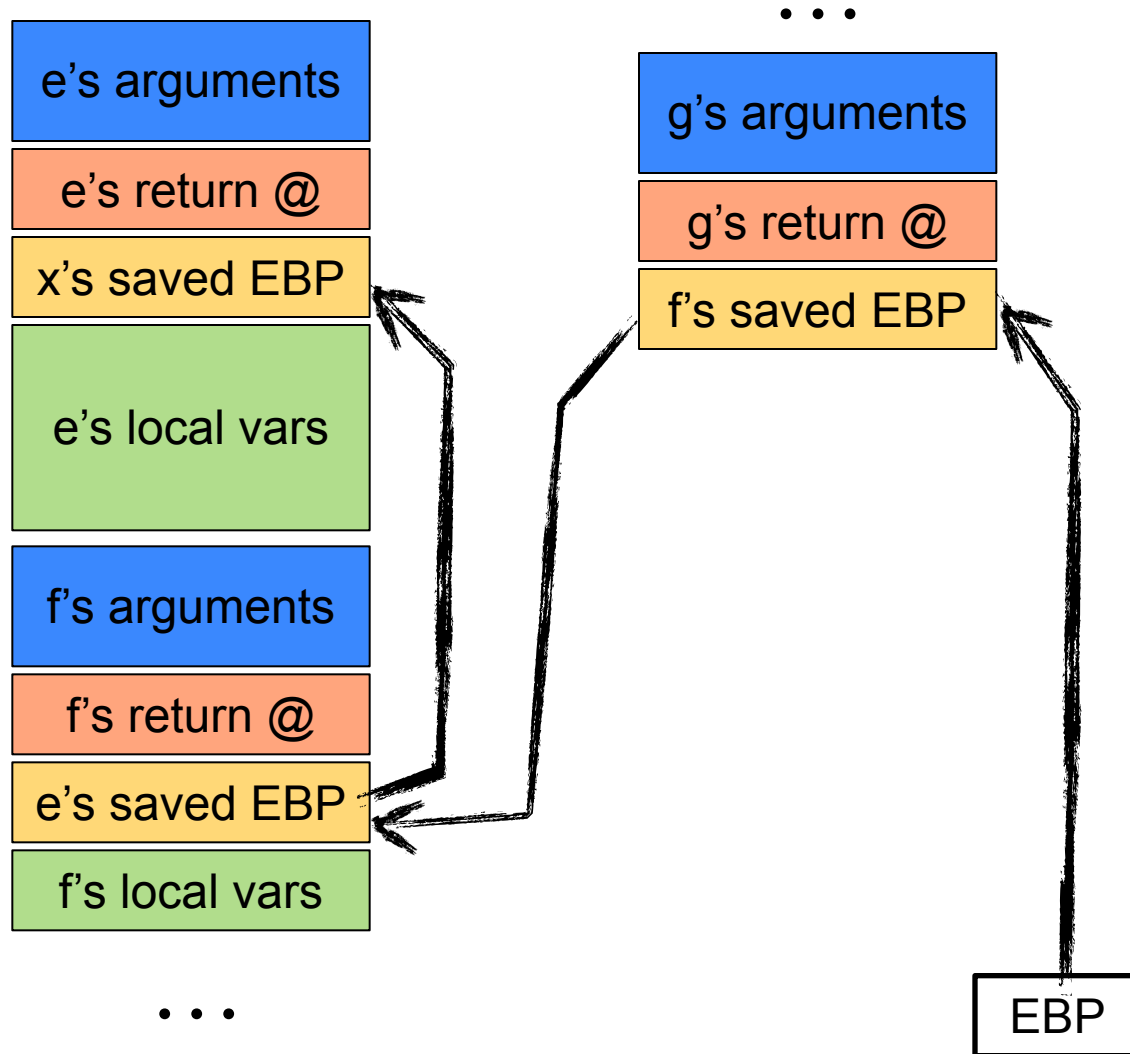 e’s arguments
e’s return @
x’s saved EBP
e’s local vars
f’s arguments
f’s return @
e’s saved EBP
f’s local vars
...
...
g’s arguments
g’s return @
f’s saved EBP
EBP